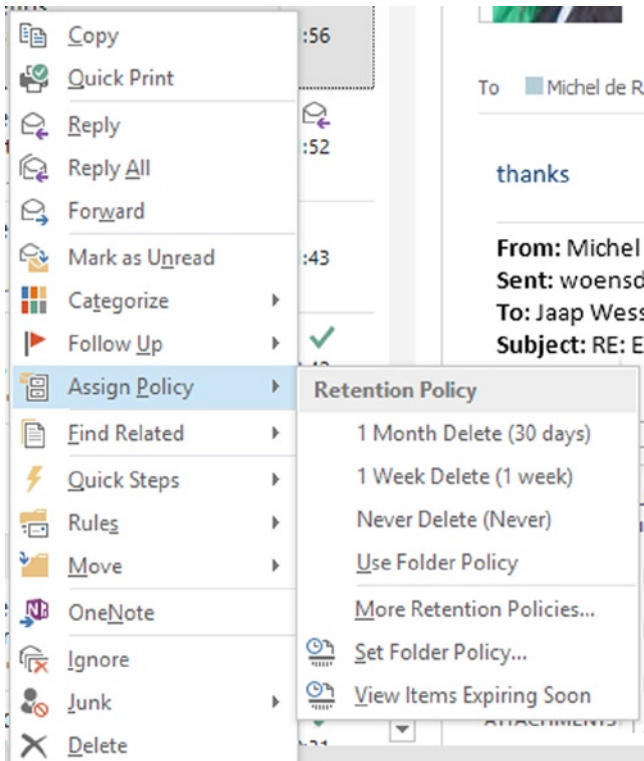 Copy
Quick Print
Reply
Reply All
Forward
Mark as Unread
Categorize
Follow Up
Assign Policy
Find Related
Quick Steps
Rules
Move
OneNote
Ignore
Junk
Delete
:56
:52
:43
Retention Policy
1 Month Delete (30 days)
1 Week Delete (1 week)
Never Delete (Never)
Use Folder Policy
More Retention Policies...
Set Folder Policy...
View Items Expiring Soon
To Michel de R
thanks
From: Michel
Sent: woensd
To: Jaap Wess
Subject: RE: E
ATTACHMENTS